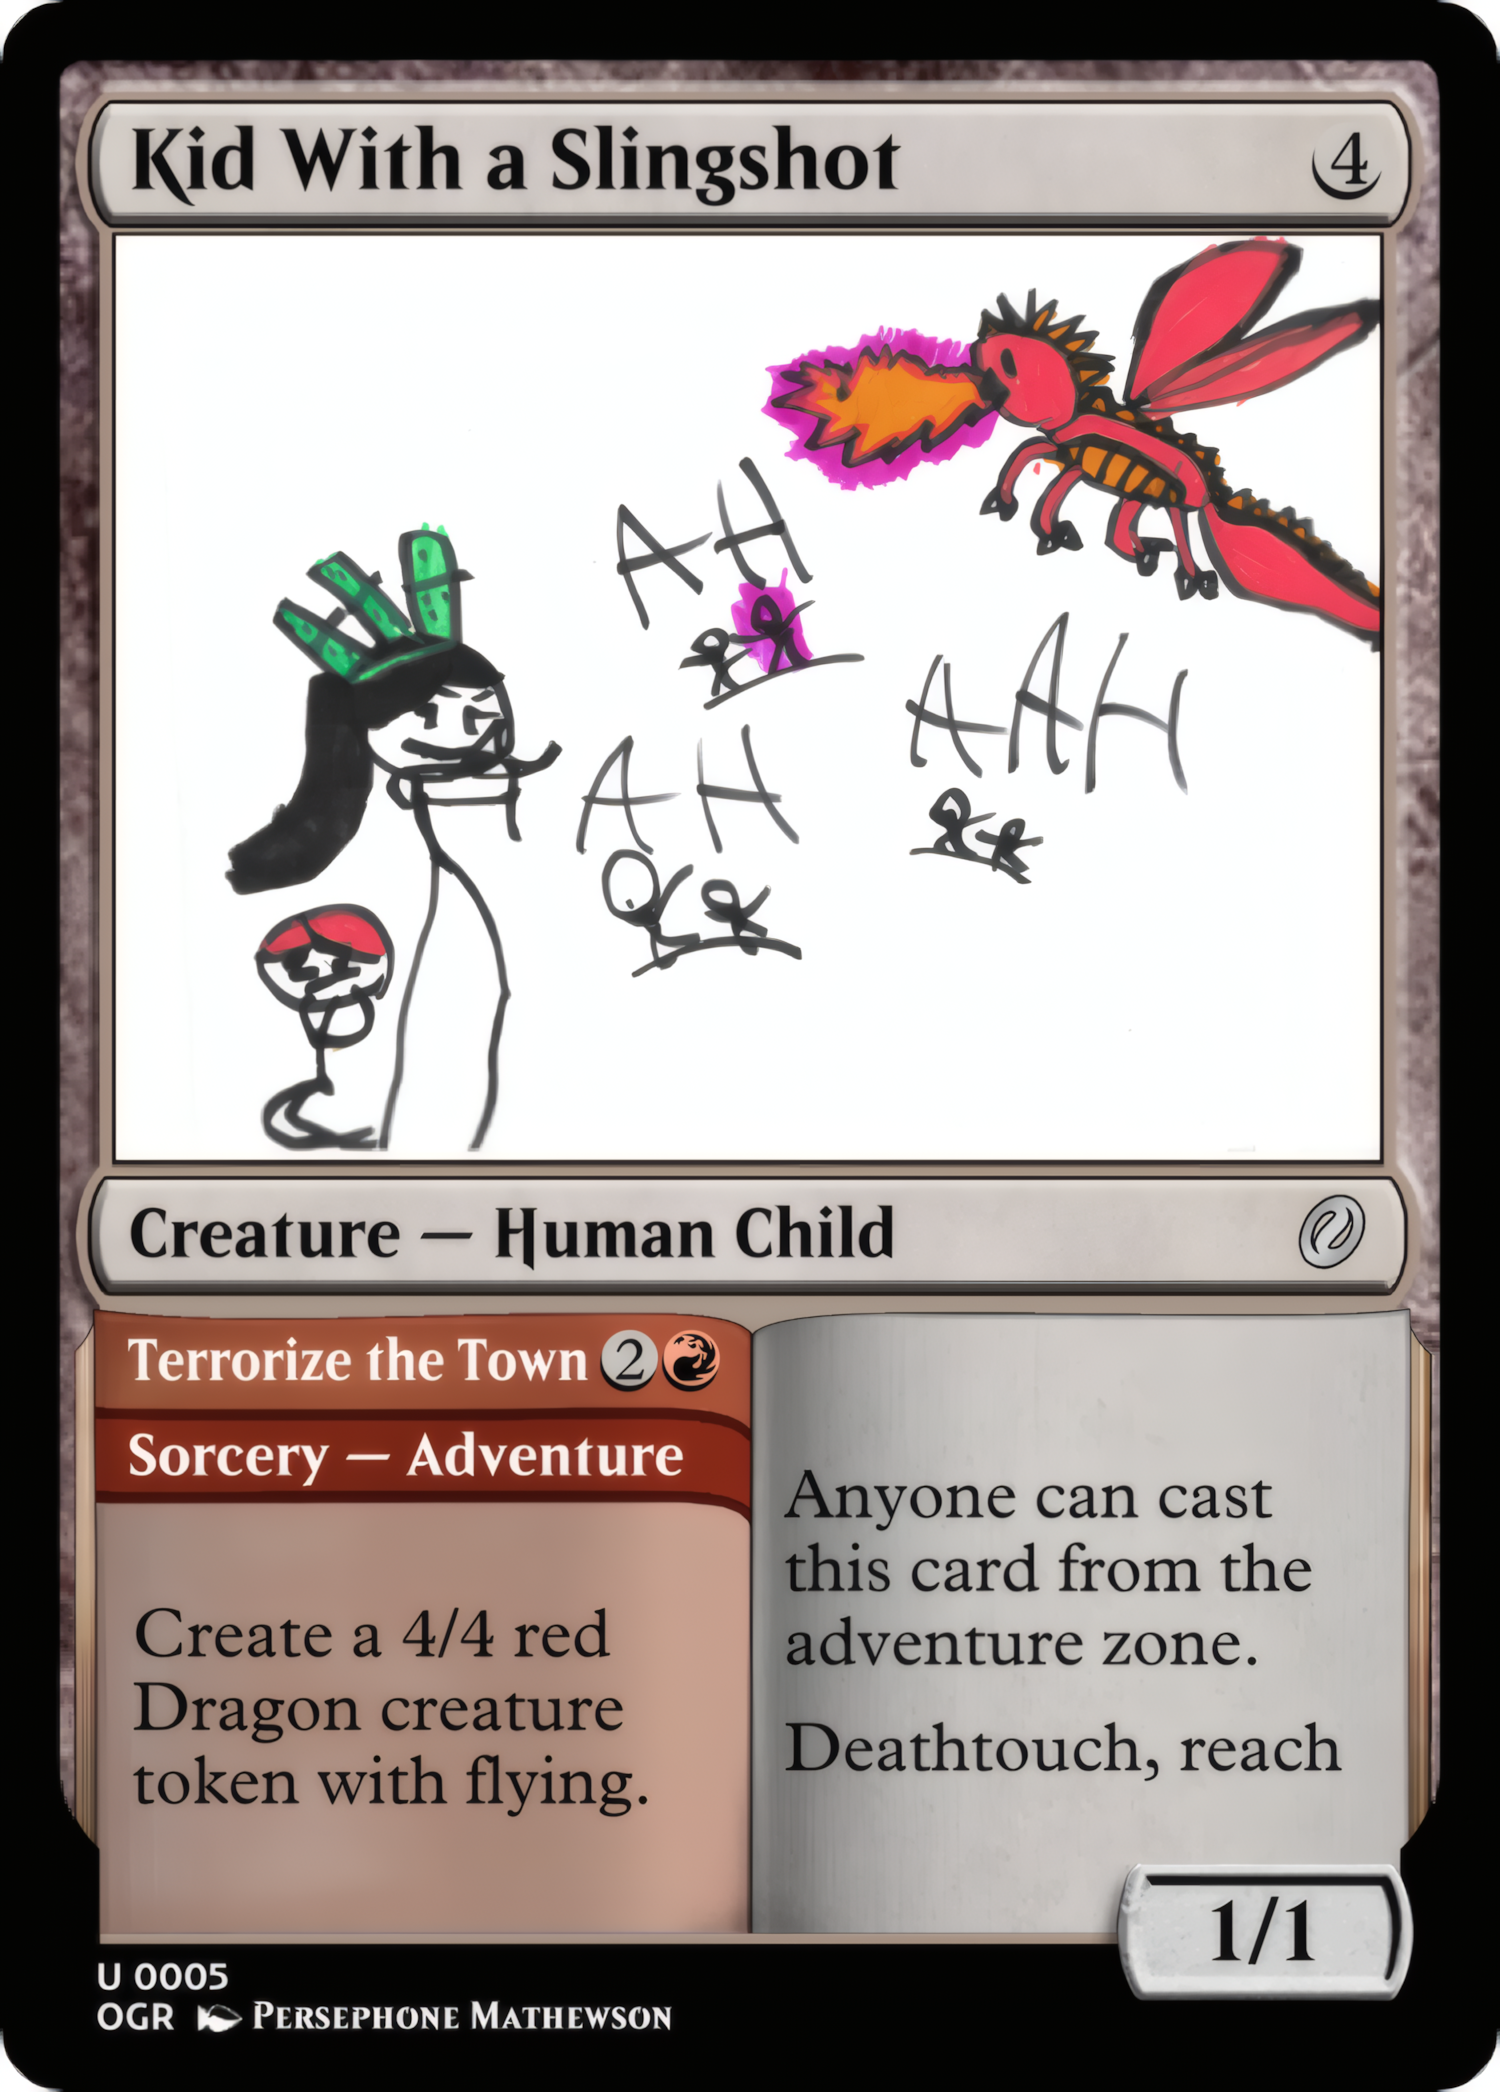 Kid With a Slingshot 4
AH
AAH
AH
Creature — Human Child
Terrorize the Town 2
Sorcery — Adventure
Create a 4/4 red
Dragon creature
token with flying.
Anyone can cast
this card from the
adventure zone.
Deathtouch, reach
1/1
U 0005
OGR PERSEPHONE MATHEWSON